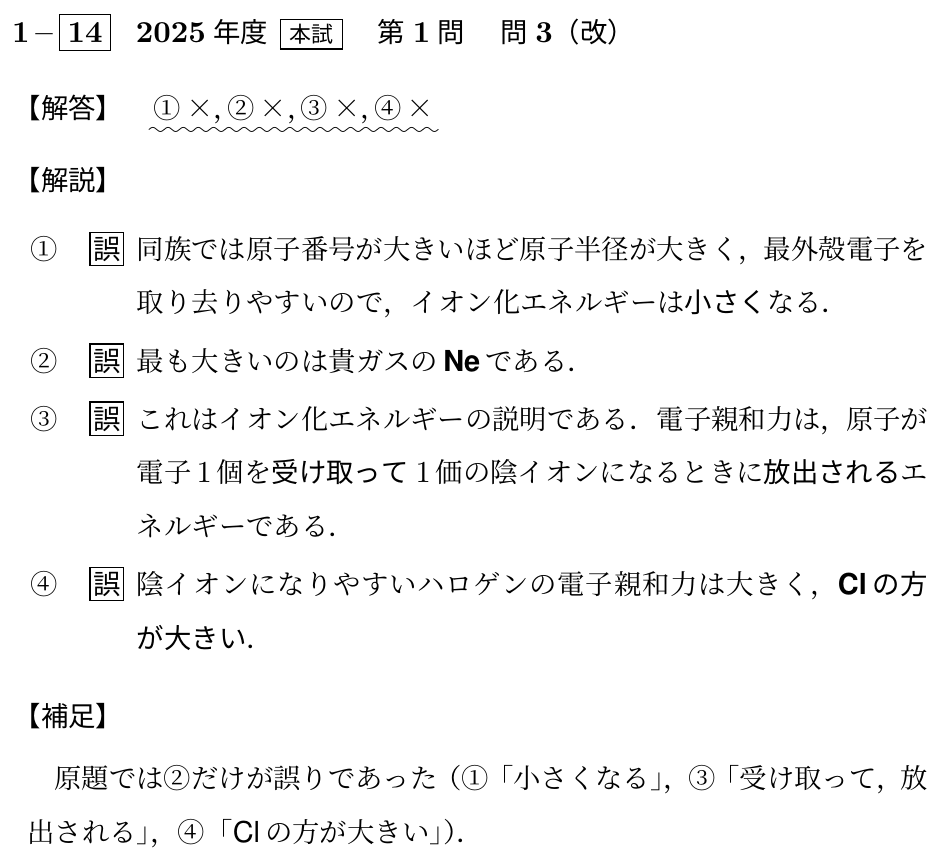 1-14 2025年度 本試 第1問 問3（改）
【解答】 ①×,②×,③×,④×
【解説】
① 誤 同族では原子番号が大きいほど原子半径が大きく，最外殻電子を
取り去りやすいので，イオン化エネルギーは小さくなる．
② 誤 最も大きいのは貴ガスのNeである．
③ 誤 これはイオン化エネルギーの説明である．電子親和力は，原子が
電子1個を受け取って1価の陰イオンになるときに放出されるエ
ネルギーである．
④ 誤 陰イオンになりやすいハロゲンの電子親和力は大きく，Clの方
が大きい．
【補足】
原題では②だけが誤りであった（①「小さくなる」，③「受け取って，放
出される」，④「Clの方が大きい」）．